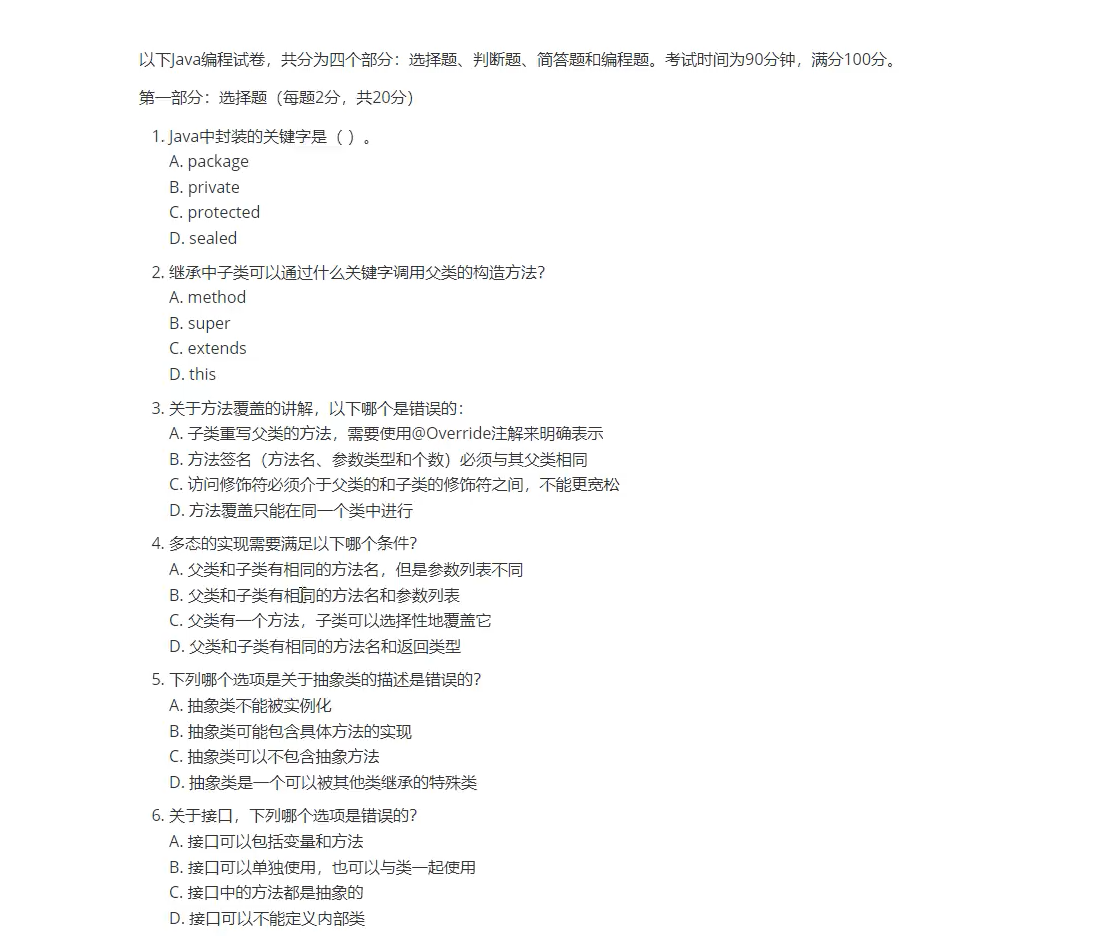 以下Java编程试卷，共分为四个部分：选择题、判断题、简答题和编程题。考试时间为90分钟，满分100分。
第一部分：选择题（每题2分，共20分）
1. Java中封装的关键字是（ ）。
A. package
B. private
C. protected
D. sealed
2. 继承中子类可以通过什么关键字调用父类的构造方法？
A. method
B. super
C. extends
D. this
3. 关于方法覆盖的讲解，以下哪个是错误的：
A. 子类重写父类的方法，需要使用@Override注解来明确表示
B. 方法签名（方法名、参数类型和个数）必须与其父类相同
C. 访问修饰符必须介于父类的和子类的修饰符之间，不能更宽松
D. 方法覆盖只能在同一个类中进行
4. 多态的实现需要满足以下哪个条件？
A. 父类和子类有相同的方法名，但是参数列表不同
B. 父类和子类有相同的方法名和参数列表
C. 父类有一个方法，子类可以选择性地覆盖它
D. 父类和子类有相同的方法名和返回类型
5. 下列哪个选项是关于抽象类的描述是错误的？
A. 抽象类不能被实例化
B. 抽象类可能包含具体方法的实现
C. 抽象类可以不包含抽象方法
D. 抽象类是一个可以被其他类继承的特殊类
6. 关于接口，下列哪个选项是错误的？
A. 接口可以包括变量和方法
B. 接口可以单独使用，也可以与类一起使用
C. 接口中的方法都是抽象的
D. 接口可以不能定义内部类